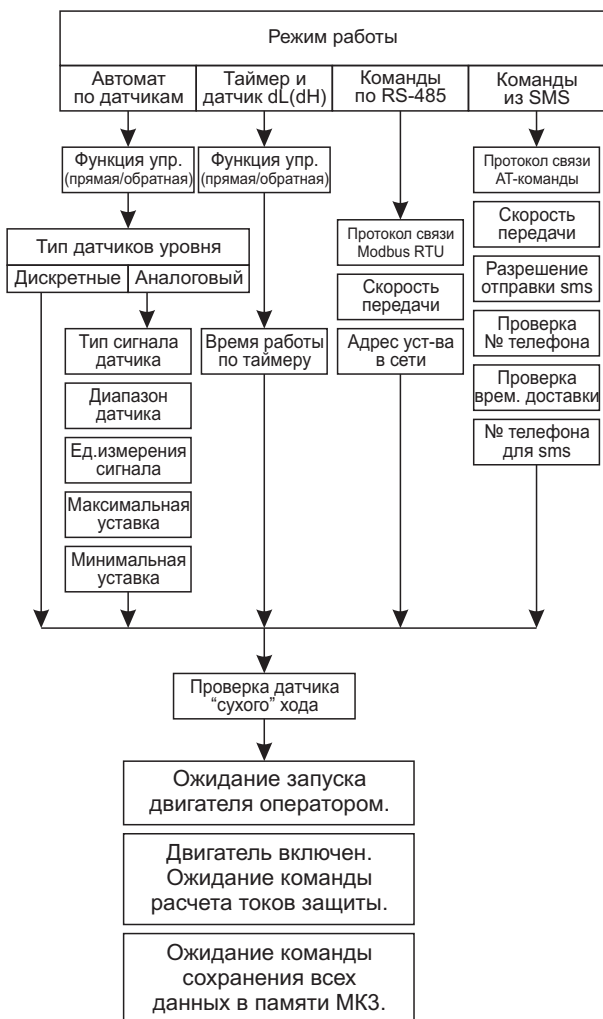 Режим работы
Автомат
по датчикам
Таймер и
датчик dL(dH)
Команды
по RS-485
Команды
из SMS
Функция упр.
(прямая/обратная)
Функция упр.
(прямая/обратная)
Протокол связи
AT-команды
Скорость
передачи
Разрешение
отправки sms
Проверка
№ телефона
Проверка
врем. доставки
№ телефона
для sms
Протокол связи
Modbus RTU
Скорость
передачи
Адрес уст-ва
в сети
Тип датчиков уровня
Дискретные
Аналоговый
Тип сигнала
датчика
Диапазон
датчика
Ед.измерения
сигнала
Максимальная
уставка
Минимальная
уставка
Время работы
по таймеру
Проверка датчика
“сухого” хода
Ожидание запуска
двигателя оператором.
Двигатель включен.
Ожидание команды
расчета токов защиты.
Ожидание команды
сохранения всех
данных в памяти МКЗ.